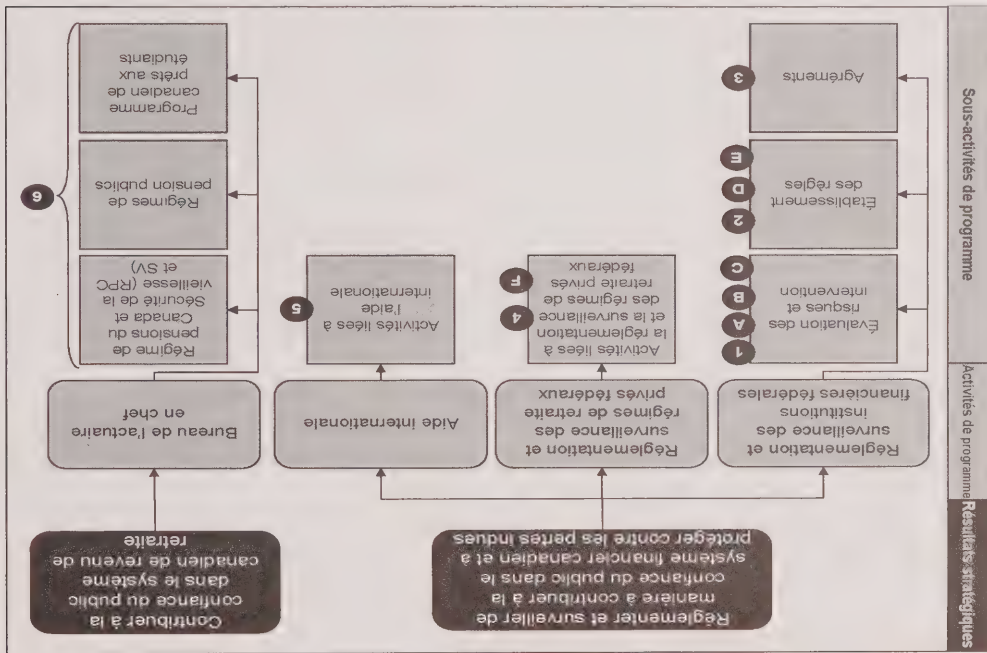 Résultats stratégiques
Réglementer et surveiller de
manière à contribuer à la
confiance du public dans le
système financier canadien et à
protéger contre les pertes indues
Contribuer à la
confiance du public
dans le système
canadien de revenu de
retraite
Activités de programme
Réglementation et
surveillance des
institutions
financières fédérales
Réglementation et
surveillance des
régimes de retraite
privés fédéraux
Aide internationale
Bureau de l'actuaire
en chef
Sous-activités de programme
Évaluation des
risques et
intervention
1
A
B
C
Établissement
des règles
2
D
E
Agréments
3
Activités liées à
la réglementation
et la surveillance
des régimes de
retraite privés
fédéraux
4
F
Activités liées à
l'aide
internationale
5
Régime de
pensions du
Canada et
Sécurité de la
vieillesse (RPC
et SV)
Régimes de
pension publics
Programme
canadien de
prêts aux
étudiants
6